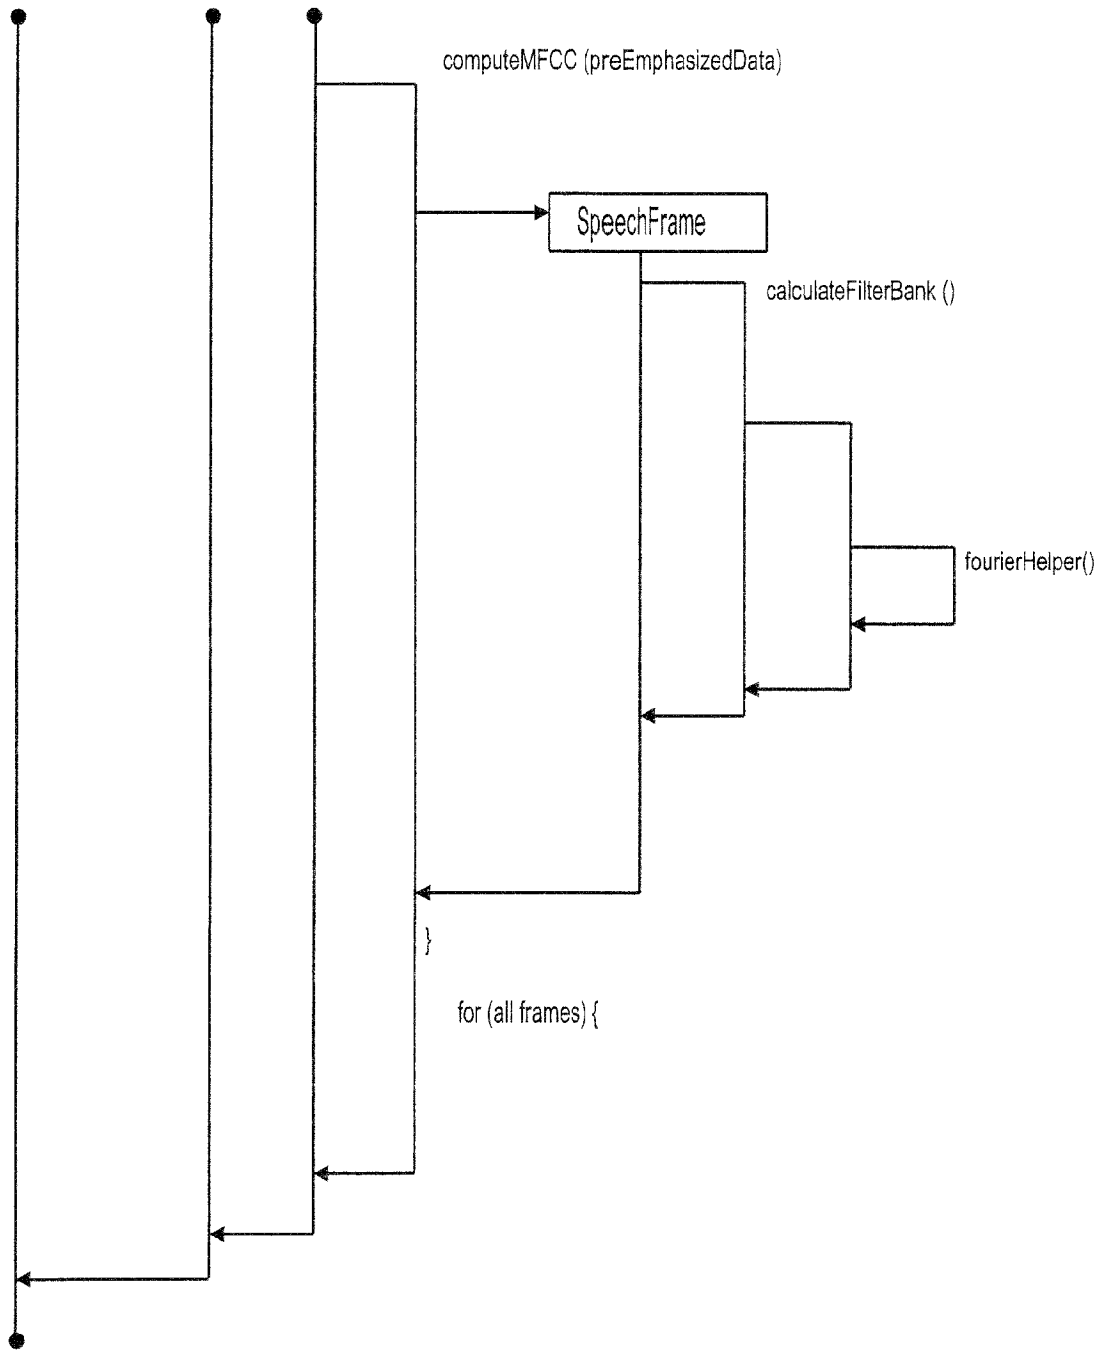 computeMFCC (preEmphasizedData)
SpeechFrame
calculateFilterBank ()
fourierHelper()
}
for (all frames) {